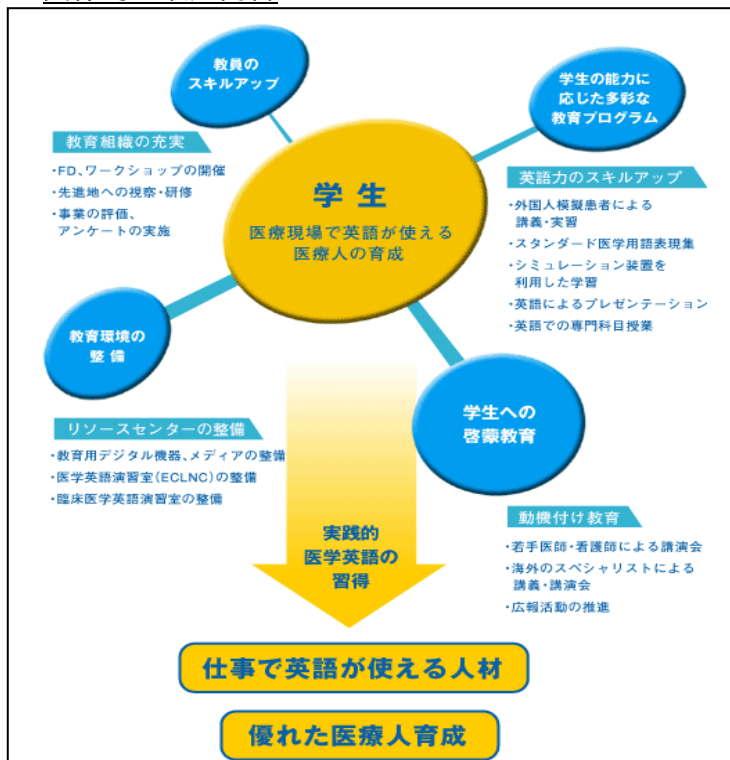 教員の
スキルアップ
学生の能力に
応じた多彩な
教育プログラム
教育組織の充実
・FD、ワークショップの開催
・先進地への視察・研修
・事業の評価、
アンケートの実施
学生
医療現場で英語が使える
医療人の育成
英語力のスキルアップ
・外国人模擬患者による
講義・実習
・スタンダード医学用語表現集
・シミュレーション装置を
利用した学習
・英語によるプレゼンテーション
・英語での専門科目授業
教育環境の
整備
リソースセンターの整備
・教育用デジタル機器、メディアの整備
・医学英語演習室(ECLNC)の整備
・臨床医学英語演習室の整備
学生への
啓蒙教育
動機付け教育
・若手医師・看護師による講演会
・海外のスペシャリストによる
講義・講演会
・広報活動の推進
実践的
医学英語の
習得
仕事で英語が使える人材
優れた医療人育成